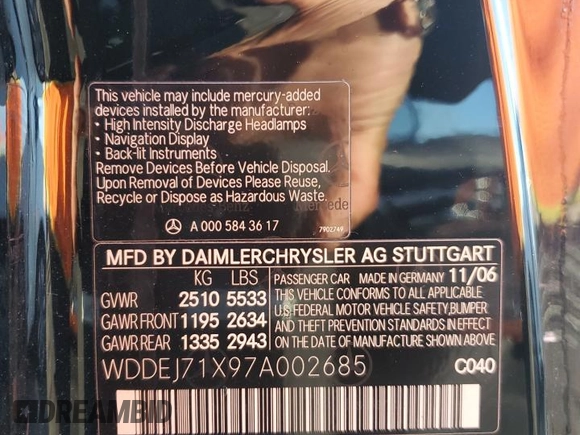 This vehicle may include mercury-added
devices installed by the manufacturer:
• High Intensity Discharge Headlamps
• Navigation Display
• Back-lit Instruments
Remove Devices Before Vehicle Disposal.
Upon Removal of Devices Please Reuse,
Recycle or Dispose as Hazardous Waste.
A 000 584 36 17
7902749
MFD BY DAIMLERCHRYSLER AG STUTTGART
KG LBS
GVWR 2510 5533
GAWR FRONT 1195 2634
GAWR REAR 1335 2943
PASSENGER CAR MADE IN GERMANY 11/06
THIS VEHICLE CONFORMS TO ALL APPLICABLE
U.S. FEDERAL MOTOR VEHICLE SAFETY,BUMPER
AND THEFT PREVENTION STANDARDS IN EFFECT
ON THE DATE OF MANUFACTURE SHOWN ABOVE
WDDEJ71X97A002685
C040
DREAMBID